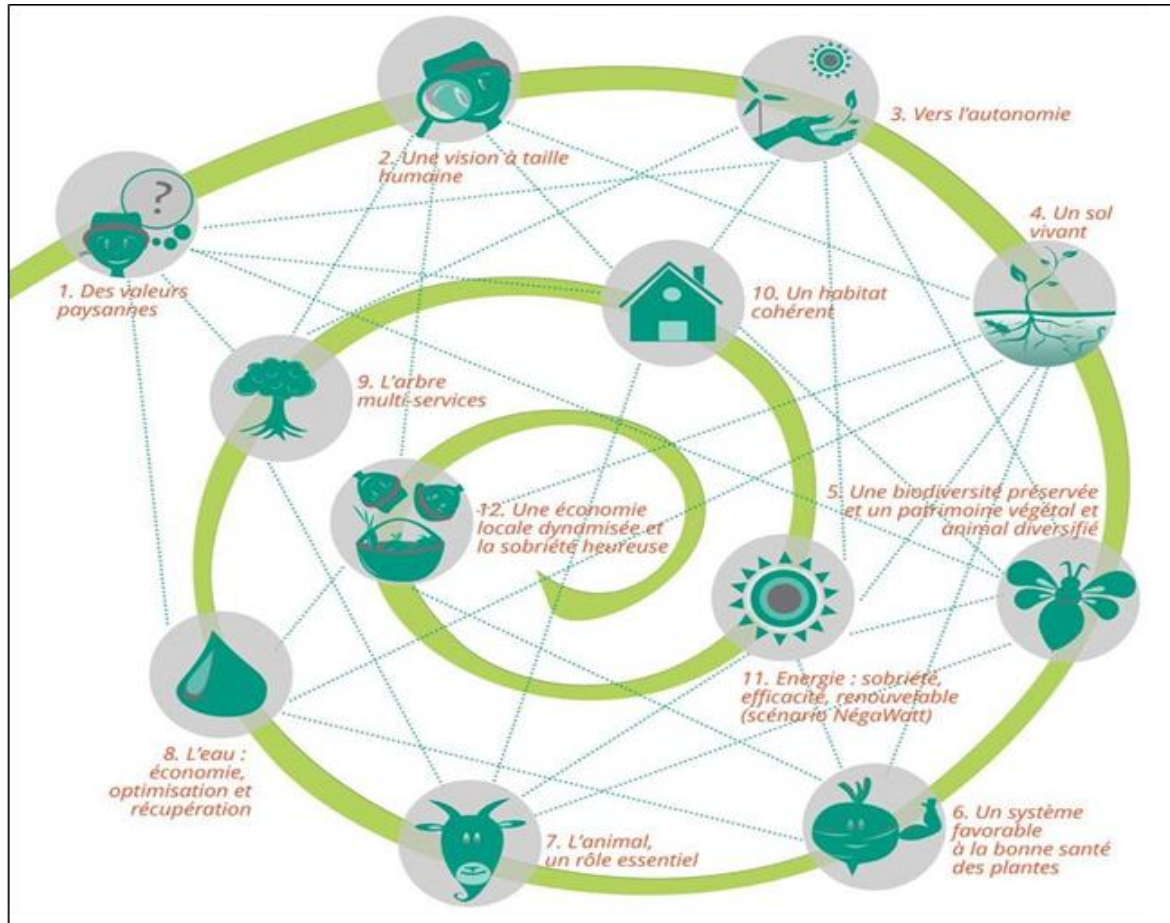 1. Des valeurs
paysannes
?
2. Une vision à taille
humaine
3. Vers l'autonomie
4. Un sol
vivant
5. Une biodiversité préservée
et un patrimoine végétal et
animal diversifié
6. Un système
favorable
à la bonne santé
des plantes
7. L'animal,
un rôle essentiel
8. L'eau :
économie,
optimisation et
récupération
9. L'arbre
multi-services
10. Un habitat
cohérent
11. Energie : sobriété,
efficacité, renouvelable
(scénario NégaWatt)
12. Une économie
locale dynamisée et
la sobriété heureuse